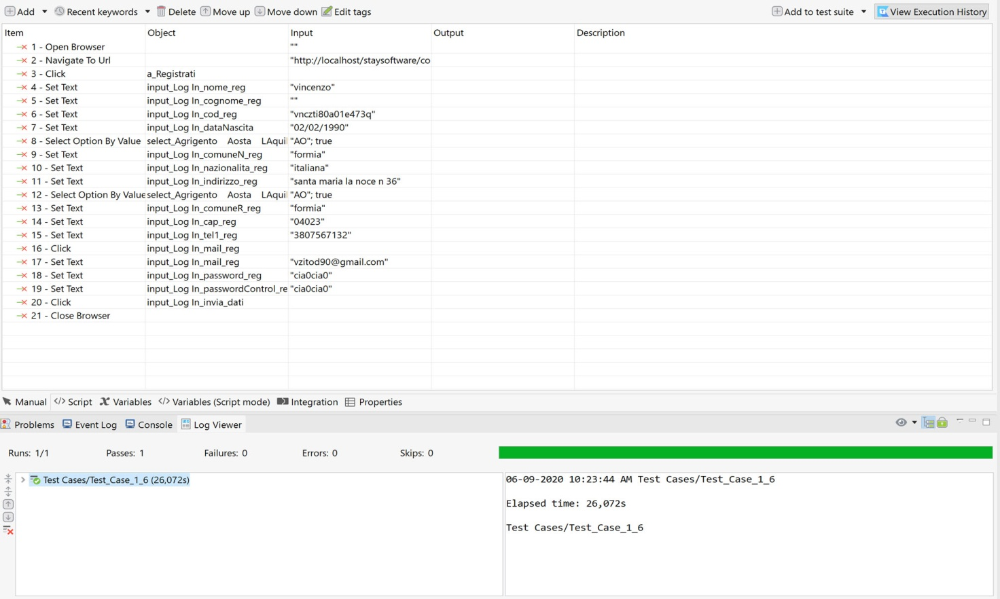 Add Recent keywords Delete Move up Move down Edit tags Add to test suite View Execution History
Item Object Input Output Description
1 - Open Browser ""
2 - Navigate To Url "http://localhost/staysoftware/co
3 - Click a_Registrati
4 - Set Text input_Log In_nome_reg "vincenzo"
5 - Set Text input_Log In_cognome_reg ""
6 - Set Text input_Log In_cod_reg "vnczti80a01e473q"
7 - Set Text input_Log In_dataNascita "02/02/1990"
8 - Select Option By Value select_Agrigento Aosta LAquil "AO"; true
9 - Set Text input_Log In_comuneN_reg "formia"
10 - Set Text input_Log In_nazionalita_reg "italiana"
11 - Set Text input_Log In_indirizzo_reg "santa maria la noce n 36"
12 - Select Option By Value select_Agrigento Aosta LAquil "AO"; true
13 - Set Text input_Log In_comuneR_reg "formia"
14 - Set Text input_Log In_cap_reg "04023"
15 - Set Text input_Log In_tel1_reg "3807567132"
16 - Click input_Log In_mail_reg
17 - Set Text input_Log In_mail_reg "vzitod90@gmail.com"
18 - Set Text input_Log In_password_reg "cia0cia0"
19 - Set Text input_Log In_passwordControl_re "cia0cia0"
20 - Click input_Log In_invia_dati
21 - Close Browser
Manual </> Script Variables </> Variables (Script mode) Integration Properties
Problems Event Log Console Log Viewer
Runs: 1/1 Passes: 1 Failures: 0 Errors: 0 Skips: 0
Test Cases/Test_Case_1_6 (26,072s)
06-09-2020 10:23:44 AM Test Cases/Test_Case_1_6
Elapsed time: 26,072s
Test Cases/Test_Case_1_6